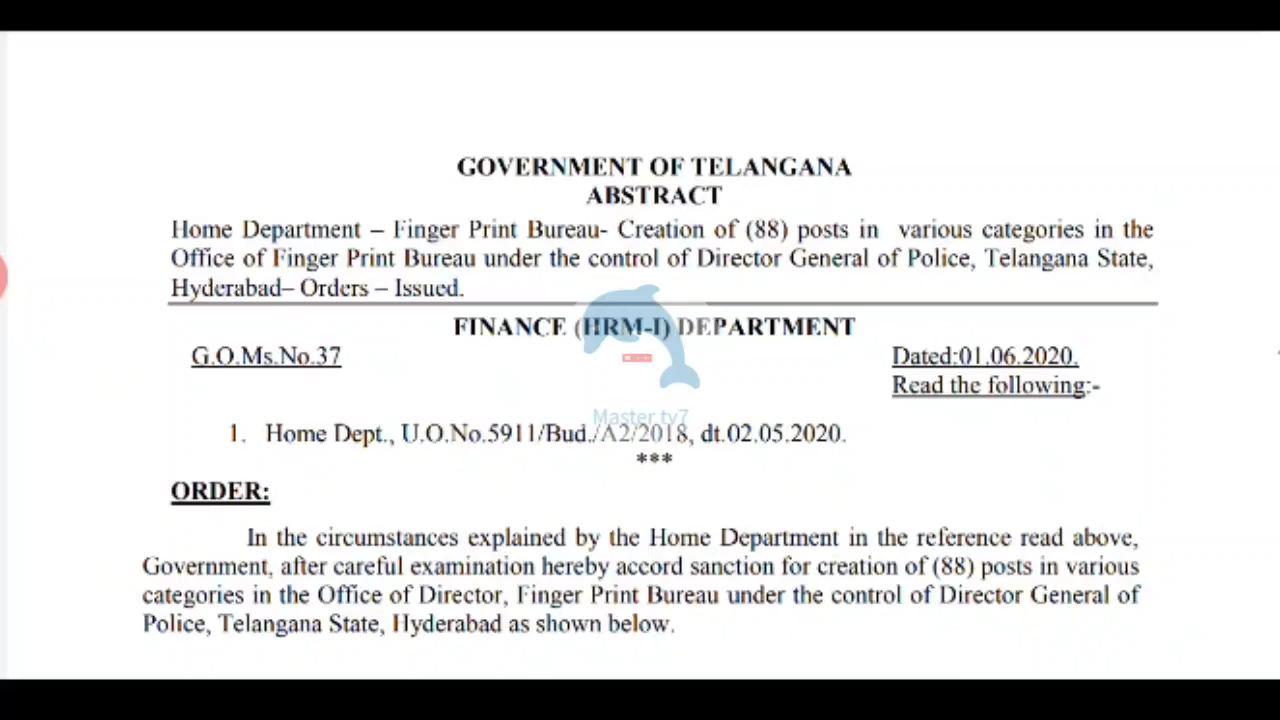 GOVERNMENT OF TELANGANA
ABSTRACT
Home Department – Finger Print Bureau- Creation of (88) posts in various categories in the
Office of Finger Print Bureau under the control of Director General of Police, Telangana State,
Hyderabad– Orders – Issued.
FINANCE (HRM-I) DEPARTMENT
G.O.Ms.No.37
Dated:01.06.2020.
Read the following:-
Master tv7
1. Home Dept., U.O.No.5911/Bud./A2/2018, dt.02.05.2020.
***
ORDER:
In the circumstances explained by the Home Department in the reference read above,
Government, after careful examination hereby accord sanction for creation of (88) posts in various
categories in the Office of Director, Finger Print Bureau under the control of Director General of
Police, Telangana State, Hyderabad as shown below.